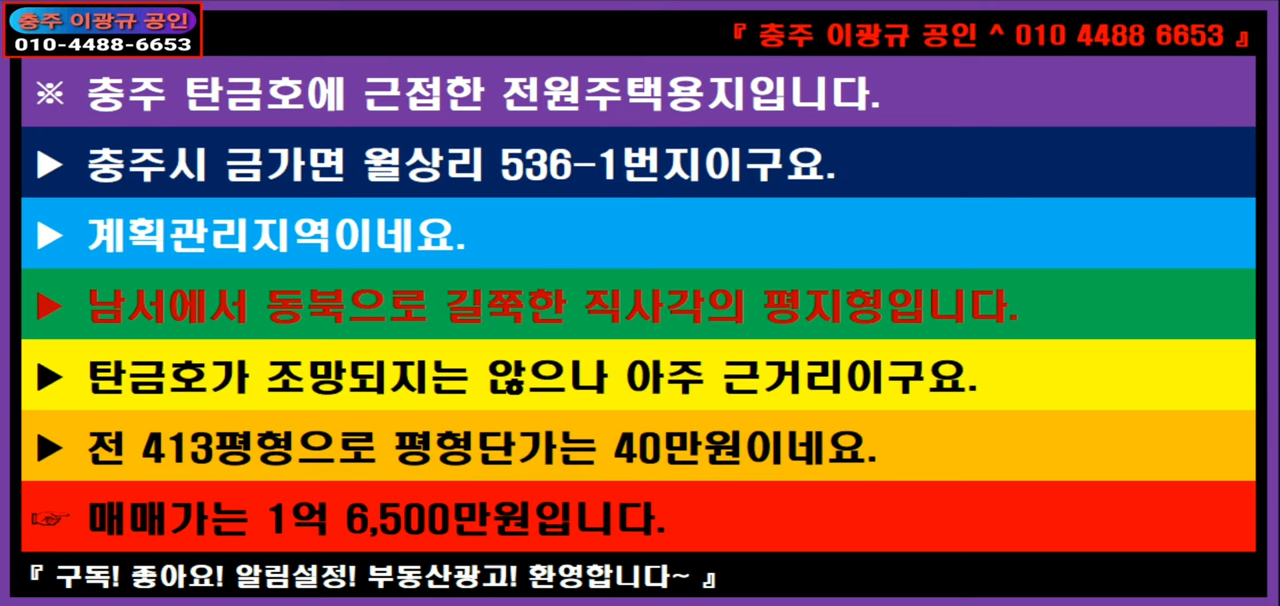 충주 이광규 공인
010-4488-6653
『 충주 이광규 공인 ^ 010 4488 6653 』
※ 충주 탄금호에 근접한 전원주택용지입니다.
▶ 충주시 금가면 월상리 536-1번지이구요.
▶ 계획관리지역이네요.
▶ 남서에서 동북으로 길쭉한 직사각의 평지형입니다.
▶ 탄금호가 조망되지는 않으나 아주 근거리이구요.
▶ 전 413평형으로 평형단가는 40만원이네요.
☞ 매매가는 1억 6,500만원입니다.
『 구독! 좋아요! 알림설정! 부동산광고! 환영합니다~ 』